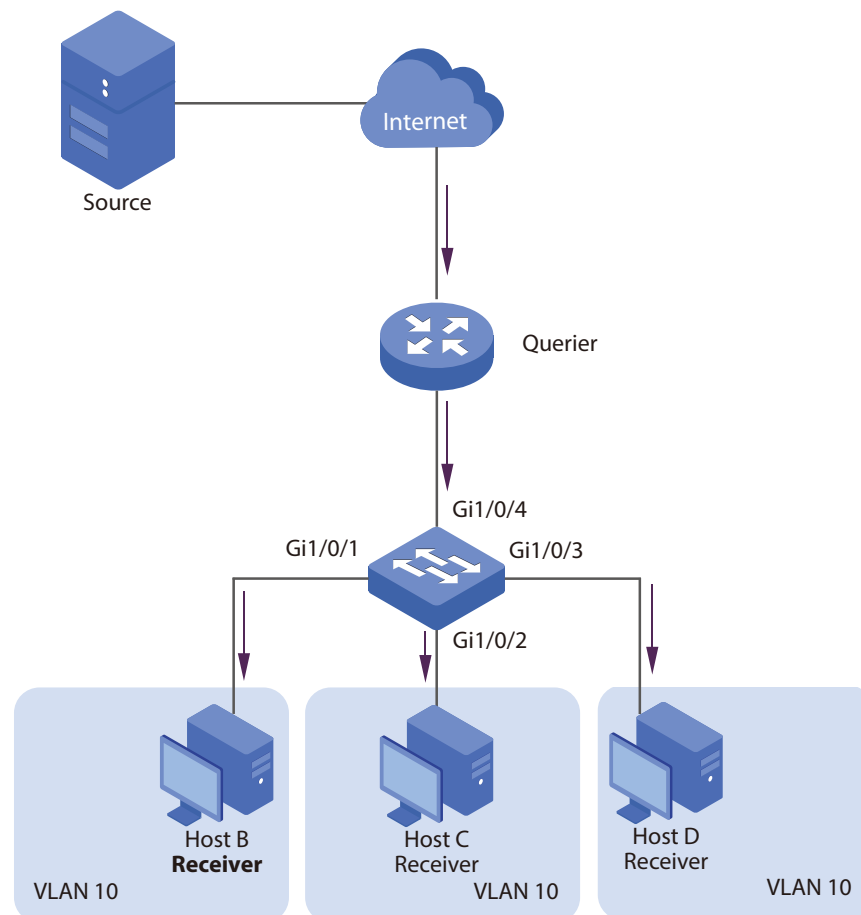 Internet
Source
Querier
Gi1/0/4
Gi1/0/1
Gi1/0/3
Gi1/0/2
Host B
Receiver
VLAN 10
Host C
Receiver
VLAN 10
Host D
Receiver
VLAN 10